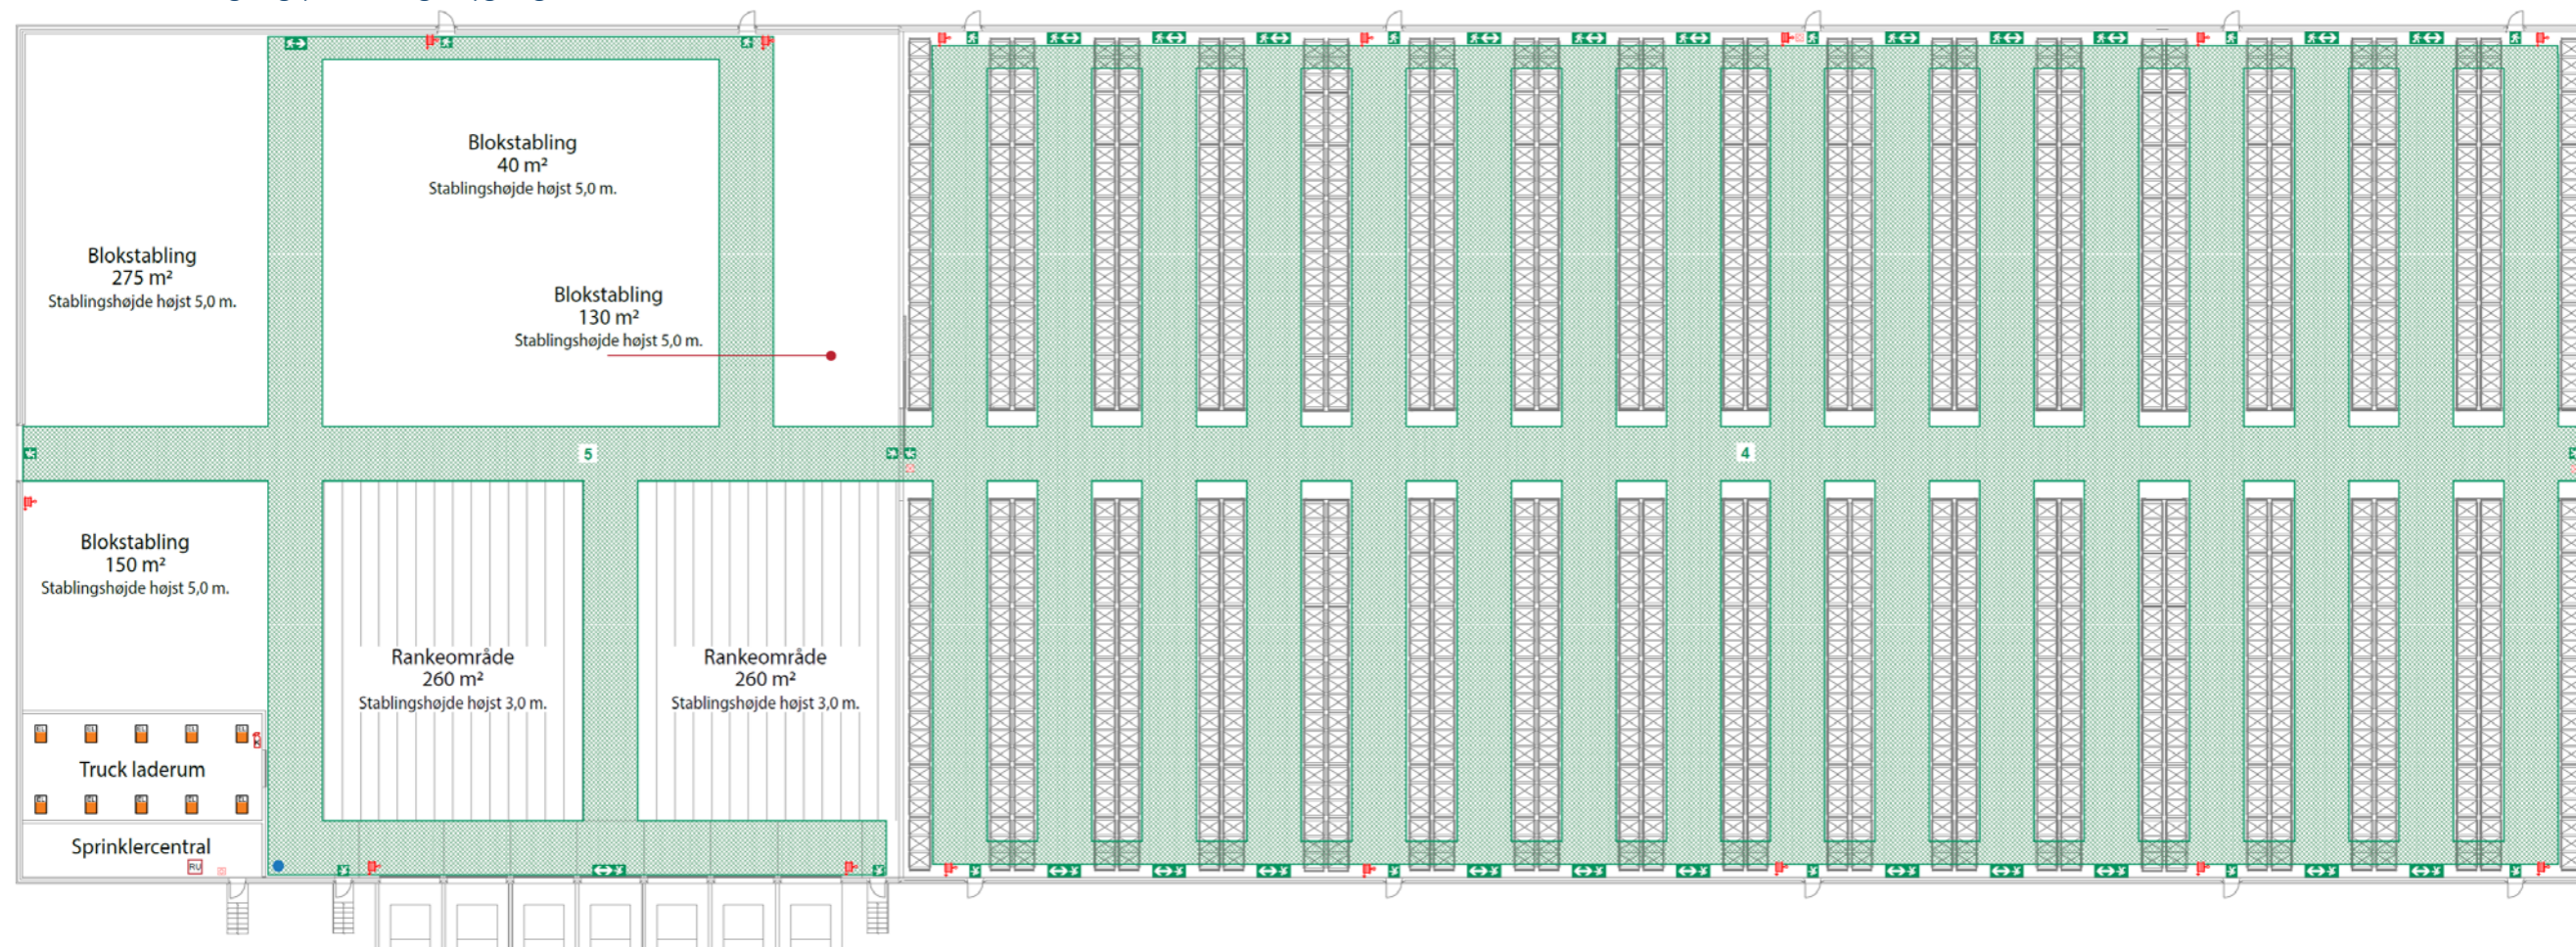 Blokstabling
40 m²
Stablingshøjde højst 5,0 m.
Blokstabling
275 m²
Stablingshøjde højst 5,0 m.
Blokstabling
130 m²
Stablingshøjde højst 5,0 m.
5
4
Blokstabling
150 m²
Stablingshøjde højst 5,0 m.
Rankeområde
260 m²
Stablingshøjde højst 3,0 m.
Rankeområde
260 m²
Stablingshøjde højst 3,0 m.
Truck laderum
Sprinklercentral
RU